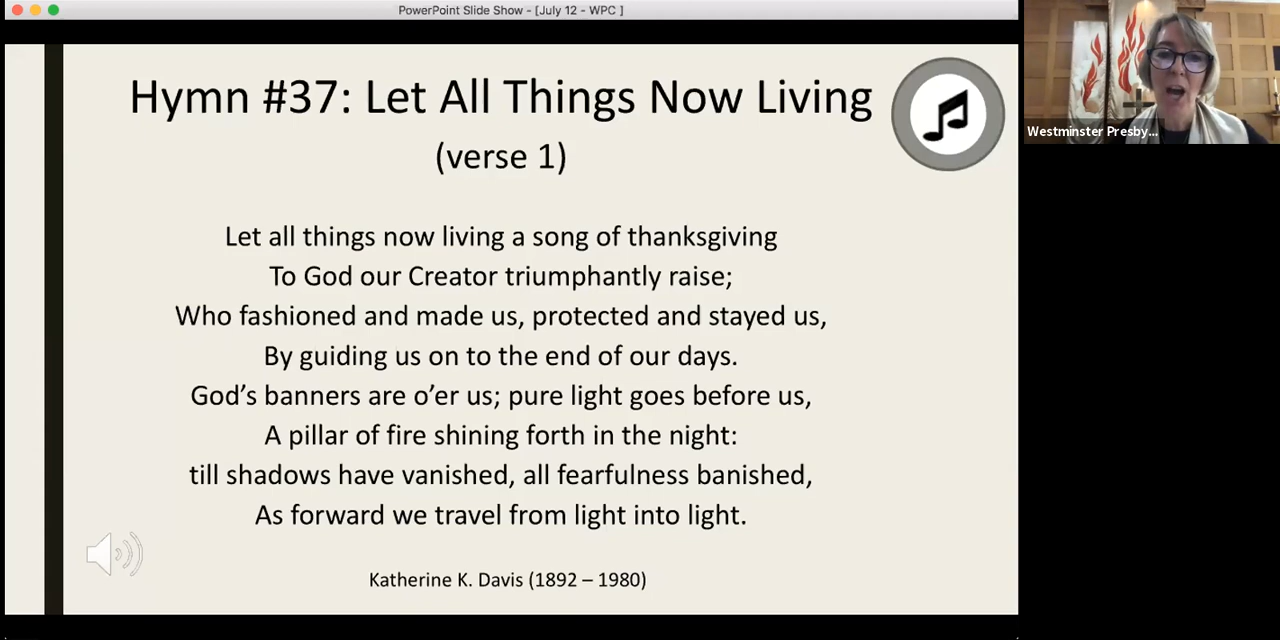 PowerPoint Slide Show - [July 12 - WPC ]
Hymn #37: Let All Things Now Living
(verse 1)
Let all things now living a song of thanksgiving
To God our Creator triumphantly raise;
Who fashioned and made us, protected and stayed us,
By guiding us on to the end of our days.
God’s banners are o’er us; pure light goes before us,
A pillar of fire shining forth in the night:
till shadows have vanished, all fearfulness banished,
As forward we travel from light into light.
Katherine K. Davis (1892 – 1980)
Westminster Presby...